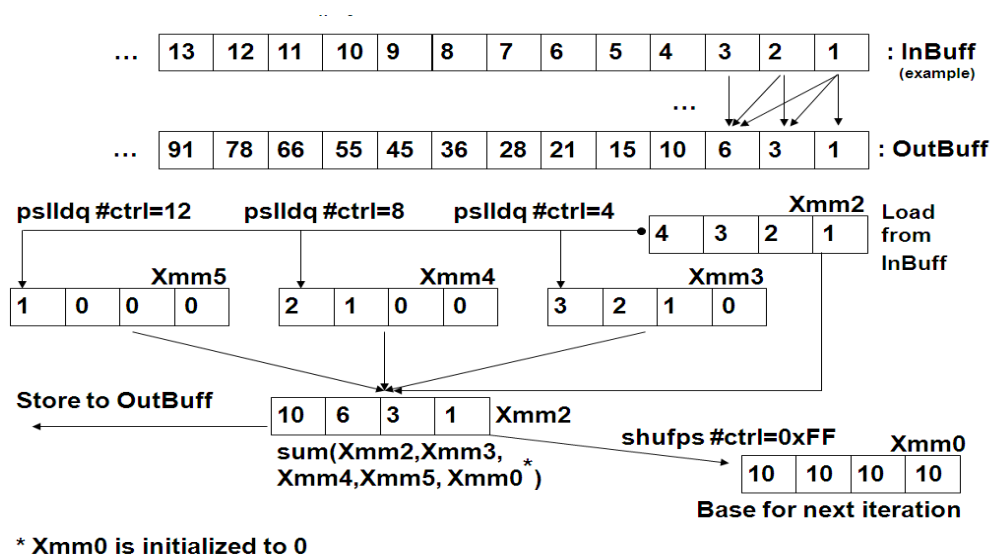 ... 13 12 11 10 9 8 7 6 5 4 3 2 1 : InBuff
(example)
...
... 91 78 66 55 45 36 28 21 15 10 6 3 1 : OutBuff
pslldq #ctrl=12 pslldq #ctrl=8 pslldq #ctrl=4 Xmm2 Load
4 3 2 1 from
InBuff
Xmm5 Xmm4 Xmm3
1 0 0 0 2 1 0 0 3 2 1 0
Store to OutBuff
10 6 3 1 Xmm2
shufps #ctrl=0xFF Xmm0
sum(Xmm2,Xmm3,
Xmm4,Xmm5, Xmm0*)
10 10 10 10
Base for next iteration
* Xmm0 is initialized to 0